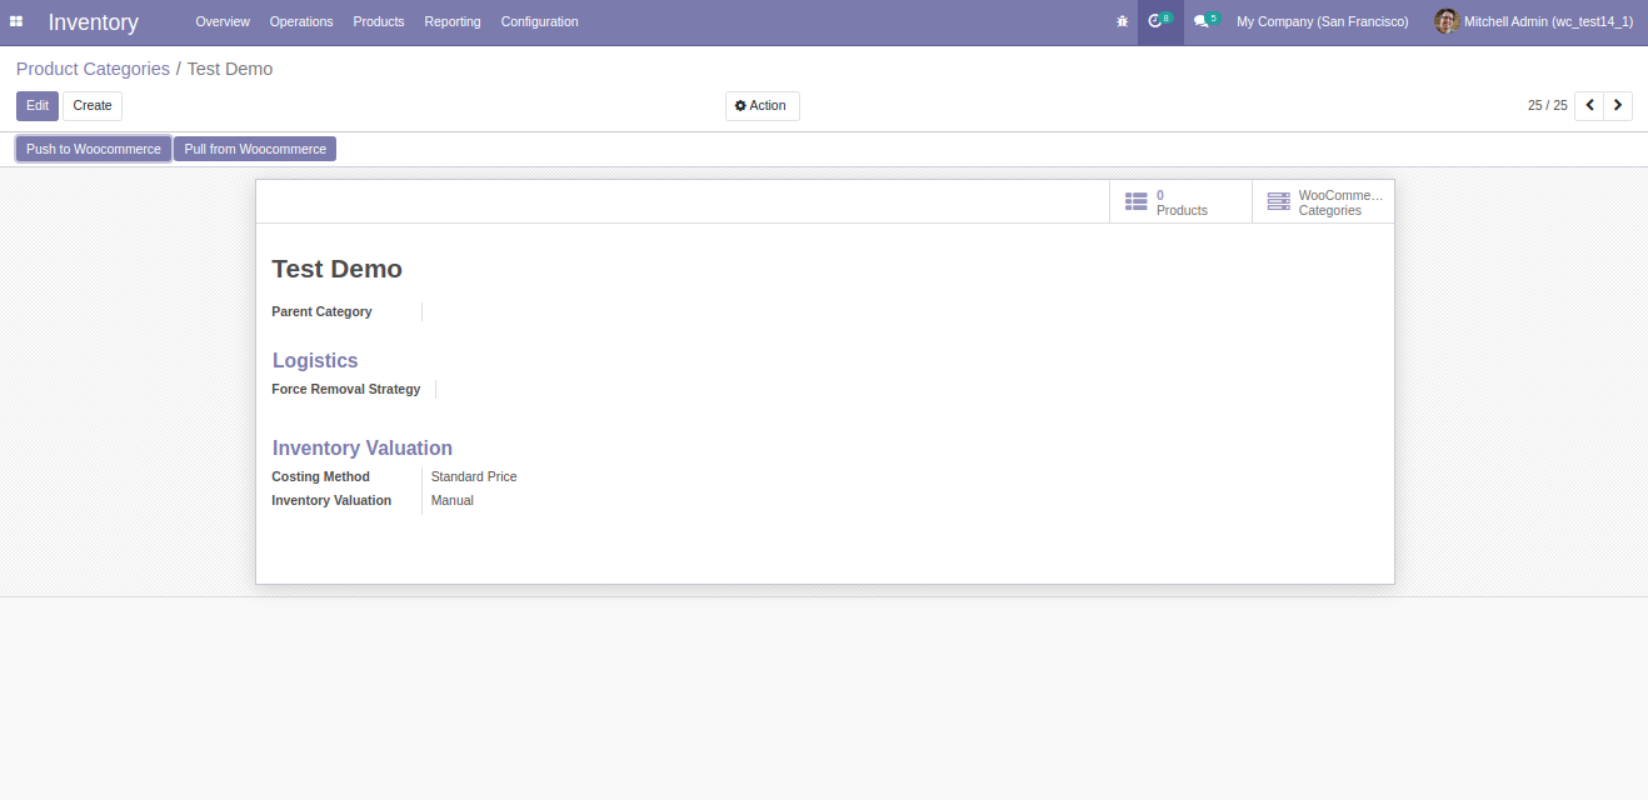 Inventory Overview Operations Products Reporting Configuration 8 5 My Company (San Francisco) Mitchell Admin (wc_test14_1)
Product Categories / Test Demo
Edit Create Action 25 / 25
Push to Woocommerce Pull from Woocommerce
0
Products
WooComme...
Categories
Test Demo
Parent Category
Logistics
Force Removal Strategy
Inventory Valuation
Costing Method Standard Price
Inventory Valuation Manual